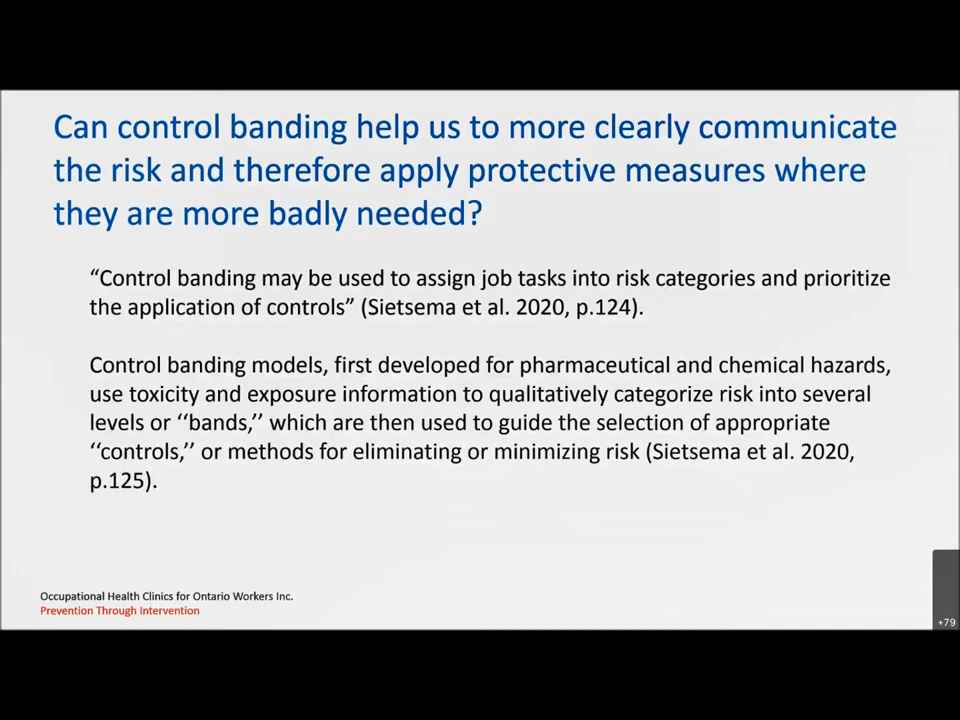 Can control banding help us to more clearly communicate
the risk and therefore apply protective measures where
they are more badly needed?
“Control banding may be used to assign job tasks into risk categories and prioritize
the application of controls” (Sietsema et al. 2020, p.124).
Control banding models, first developed for pharmaceutical and chemical hazards,
use toxicity and exposure information to qualitatively categorize risk into several
levels or ‘‘bands,’’ which are then used to guide the selection of appropriate
‘‘controls,’’ or methods for eliminating or minimizing risk (Sietsema et al. 2020,
p.125).
Occupational Health Clinics for Ontario Workers Inc.
Prevention Through Intervention
+79